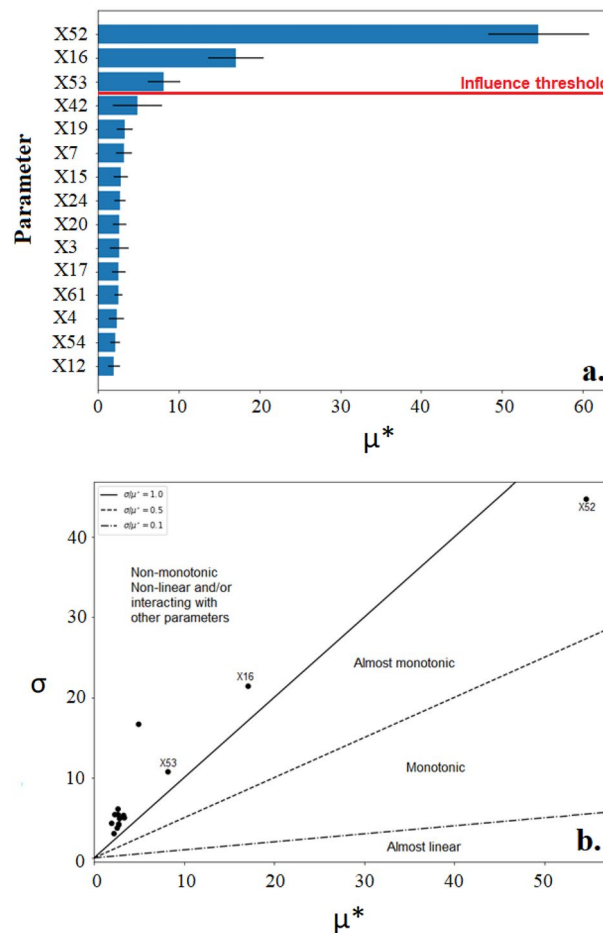 X52
X16
X53
Influence threshold
X42
X19
X7
X15
X24
X20
X3
X17
X61
X4
X54
X12
Parameter
a.
0 10 20 30 40 50 60
μ*
σ/μ* = 1.0
σ/μ* = 0.5
σ/μ* = 0.1
X52
40
Non-monotonic
Non-linear and/or
interacting with
other parameters
30
Almost monotonic
σ
X16
20
Monotonic
X53
10
Almost linear
b.
0
0 10 20 30 40 50
μ*